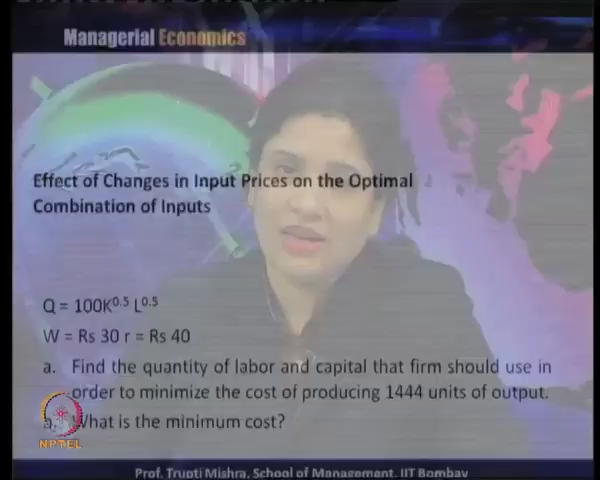 Managerial Economics
Effect of Changes in Input Prices on the Optimal
Combination of Inputs
Q = 100K^0.5 L^0.5
W = Rs 30 r = Rs 40
a. Find the quantity of labor and capital that firm should use in
order to minimize the cost of producing 1444 units of output.
a. What is the minimum cost?
NPTEL
Prof. Trupti Mishra, School of Management, IIT Bombay